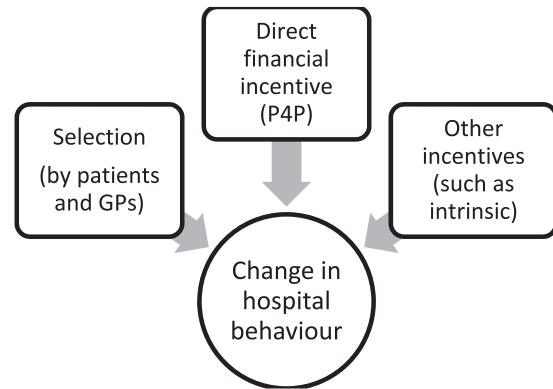 Direct
financial
incentive
(P4P)
Selection
(by patients
and GPs)
Other
incentives
(such as
intrinsic)
Change in
hospital
behaviour